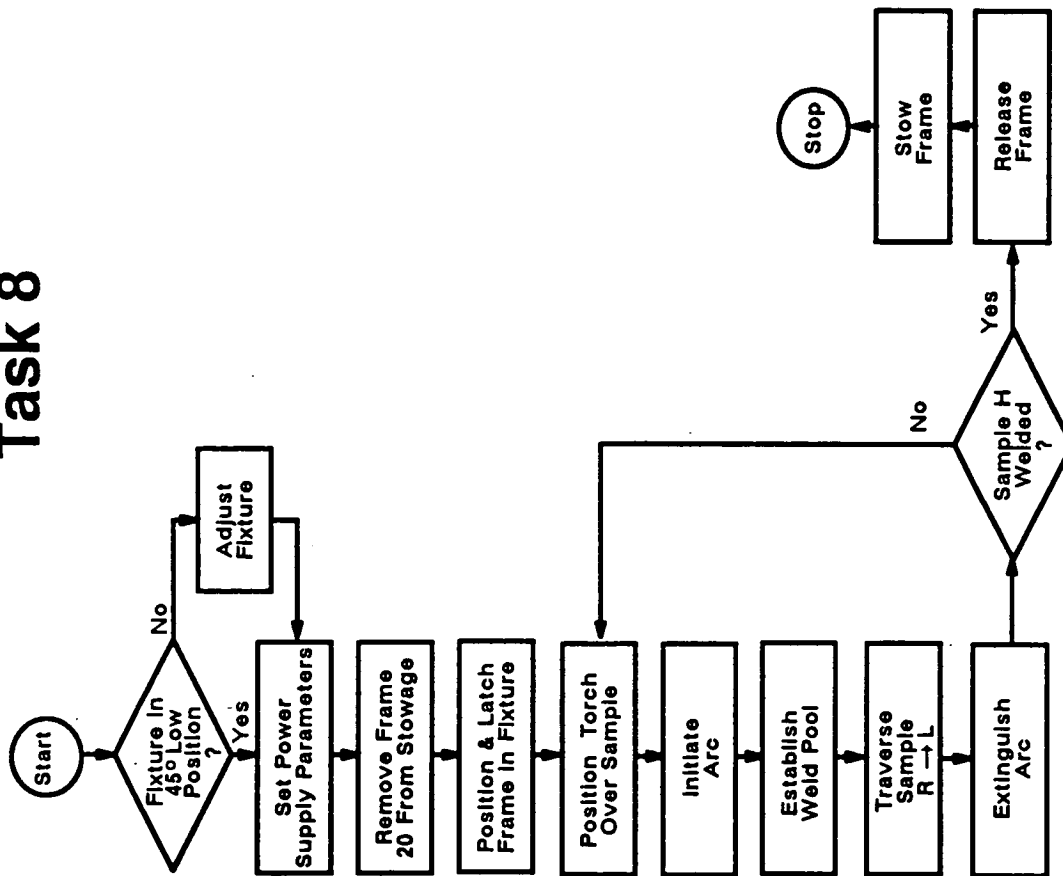 Task 8
Start
Fixture In
45° Low
Position
?
No
Yes
Adjust
Fixture
Set Power
Supply Parameters
Remove Frame
20 From Stowage
Position & Latch
Frame In Fixture
Position Torch
Over Sample
Initiate
Arc
Establish
Weld Pool
Traverse
Sample
R → L
Extinguish
Arc
Sample H
Welded
?
No
Yes
Release
Frame
Stow
Frame
Stop